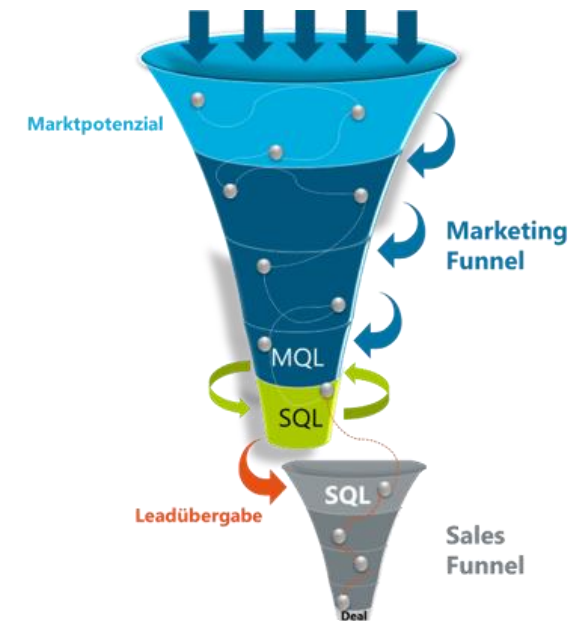 Marktpotenzial
Marketing
Funnel
MQL
SQL
SQL
Leadübergabe
Sales
Funnel
Deal